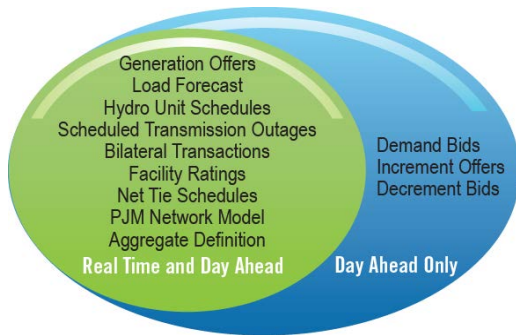 Generation Offers
Load Forecast
Hydro Unit Schedules
Scheduled Transmission Outages
Bilateral Transactions
Facility Ratings
Net Tie Schedules
PJM Network Model
Aggregate Definition
Real Time and Day Ahead
Demand Bids
Increment Offers
Decrement Bids
Day Ahead Only